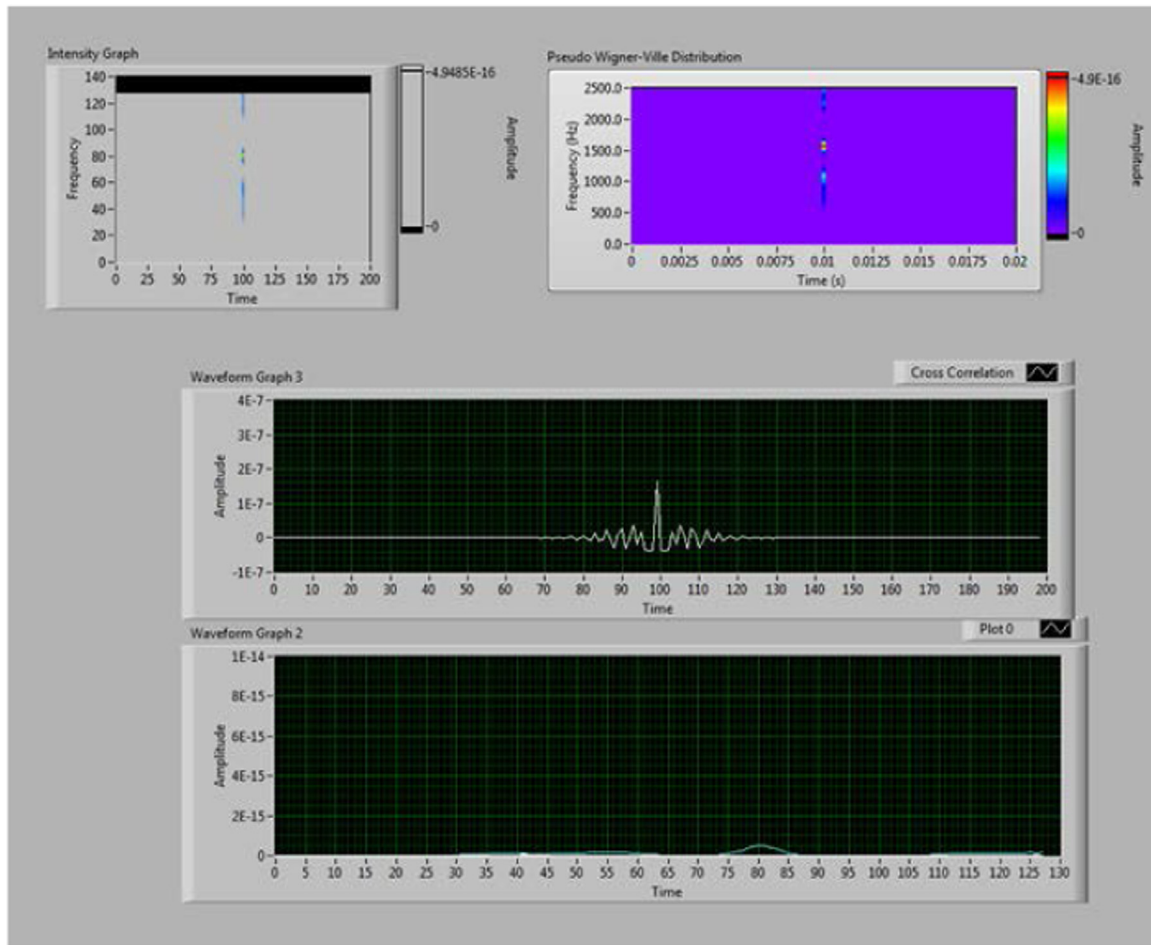 Intensity Graph
140
120
100
80
60
40
20
0
Frequency
0 25 50 75 100 125 150 175 200
Time
4.9485E-16
0
Amplitude
Pseudo Wigner-Ville Distribution
2500.0
2000.0
1500.0
1000.0
500.0
0.0
Frequency (Hz)
0 0.0025 0.005 0.0075 0.01 0.0125 0.015 0.0175 0.02
Time (s)
4.9E-16
0
Amplitude
Waveform Graph 3
Cross Correlation
4E-7
3E-7
2E-7
1E-7
0
-1E-7
Amplitude
0 10 20 30 40 50 60 70 80 90 100 110 120 130 140 150 160 170 180 190 200
Time
Waveform Graph 2
Plot 0
1E-14
8E-15
6E-15
4E-15
2E-15
0
Amplitude
0 5 10 15 20 25 30 35 40 45 50 55 60 65 70 75 80 85 90 95 100 105 110 115 120 125 130
Time